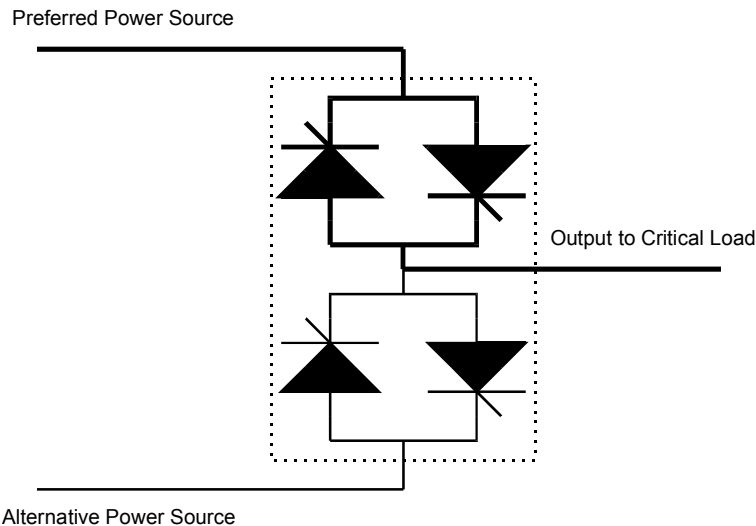 Preferred Power Source
Output to Critical Load
Alternative Power Source